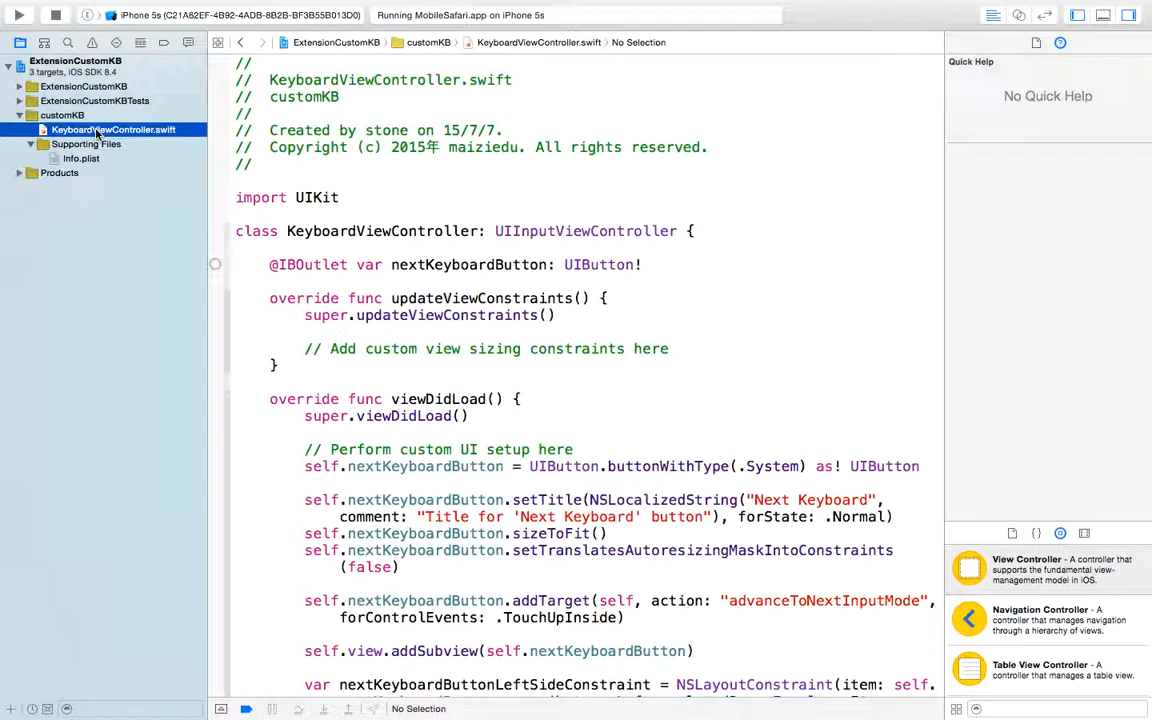 iPhone 5s (C21A62EF-4B92-4ADB-8B2B-BF3B55B013D0)
Running MobileSafari.app on iPhone 5s
ExtensionCustomKB
3 targets, iOS SDK 8.4
ExtensionCustomKB
ExtensionCustomKBTests
customKB
KeyboardViewController.swift
Supporting Files
Info.plist
Products
ExtensionCustomKB
customKB
KeyboardViewController.swift
No Selection
//
// KeyboardViewController.swift
// customKB
//
// Created by stone on 15/7/7.
// Copyright (c) 2015年 maiziedu. All rights reserved.
//
import UIKit
class KeyboardViewController: UIInputViewController {
@IBOutlet var nextKeyboardButton: UIButton!
override func updateViewConstraints() {
super.updateViewConstraints()
// Add custom view sizing constraints here
}
override func viewDidLoad() {
super.viewDidLoad()
// Perform custom UI setup here
self.nextKeyboardButton = UIButton.buttonWithType(.System) as! UIButton
self.nextKeyboardButton.setTitle(NSLocalizedString("Next Keyboard",
comment: "Title for 'Next Keyboard' button"), forState: .Normal)
self.nextKeyboardButton.sizeToFit()
self.nextKeyboardButton.setTranslatesAutoresizingMaskIntoConstraints
(false)
self.nextKeyboardButton.addTarget(self, action: "advanceToNextInputMode",
forControlEvents: .TouchUpInside)
self.view.addSubview(self.nextKeyboardButton)
var nextKeyboardButtonLeftSideConstraint = NSLayoutConstraint(item: self.
No Selection
Quick Help
No Quick Help
View Controller - A controller that
supports the fundamental view-
management model in iOS.
Navigation Controller - A
controller that manages navigation
through a hierarchy of views.
Table View Controller - A
controller that manages a table view.